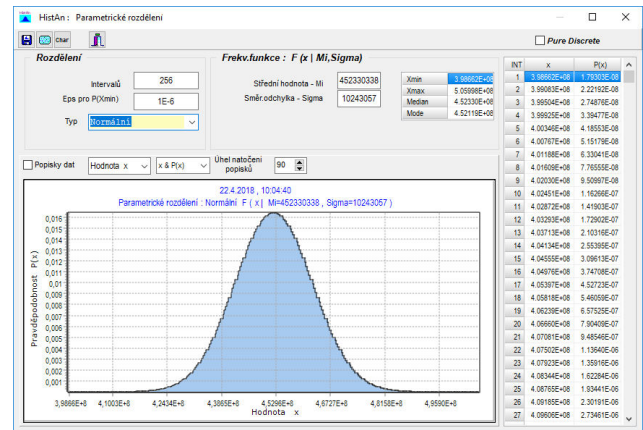 HistAn : Parametrické rozdělení
Char
Pure Discrete
Rozdělení
Intervalů 256
Eps pro P(Xmin) 1E-6
Typ Normální
Frekv.funkce : F (x | Mi,Sigma)
Střední hodnota - Mi 452330338
Směr.odchylka - Sigma 10243057
Xmin 3.98662E+08
Xmax 5.05998E+08
Median 4.52330E+08
Mode 4.52119E+08
Popisky dat
Hodnota x
x & P(x)
Úhel natočení
popisků
90
22.4.2018 , 10:04:40
Parametrické rozdělení : Normální F ( x | Mi=452330338 , Sigma=10243057 )
Pravděpodobnost P(x)
0,016
0,015
0,014
0,013
0,012
0,011
0,01
0,009
0,008
0,007
0,006
0,005
0,004
0,003
0,002
0,001
3,9866E+8 4,1003E+8 4,2434E+8 4,3865E+8 4,5296E+8 4,6727E+8 4,8158E+8 4,9590E+8
Hodnota x
INT x P(x)
1 3.98662E+08 1.79303E-08
2 3.99083E+08 2.22192E-08
3 3.99504E+08 2.74876E-08
4 3.99925E+08 3.39477E-08
5 4.00346E+08 4.18553E-08
6 4.00767E+08 5.15179E-08
7 4.01188E+08 6.33041E-08
8 4.01609E+08 7.76555E-08
9 4.02030E+08 9.50997E-08
10 4.02451E+08 1.16266E-07
11 4.02872E+08 1.41903E-07
12 4.03293E+08 1.72902E-07
13 4.03713E+08 2.10316E-07
14 4.04134E+08 2.55395E-07
15 4.04555E+08 3.09613E-07
16 4.04976E+08 3.74708E-07
17 4.05397E+08 4.52723E-07
18 4.05818E+08 5.46059E-07
19 4.06239E+08 6.57525E-07
20 4.06660E+08 7.90409E-07
21 4.07081E+08 9.48546E-07
22 4.07502E+08 1.13640E-06
23 4.07923E+08 1.35916E-06
24 4.08344E+08 1.62284E-06
25 4.08765E+08 1.93441E-06
26 4.09185E+08 2.30191E-06
27 4.09606E+08 2.73461E-06